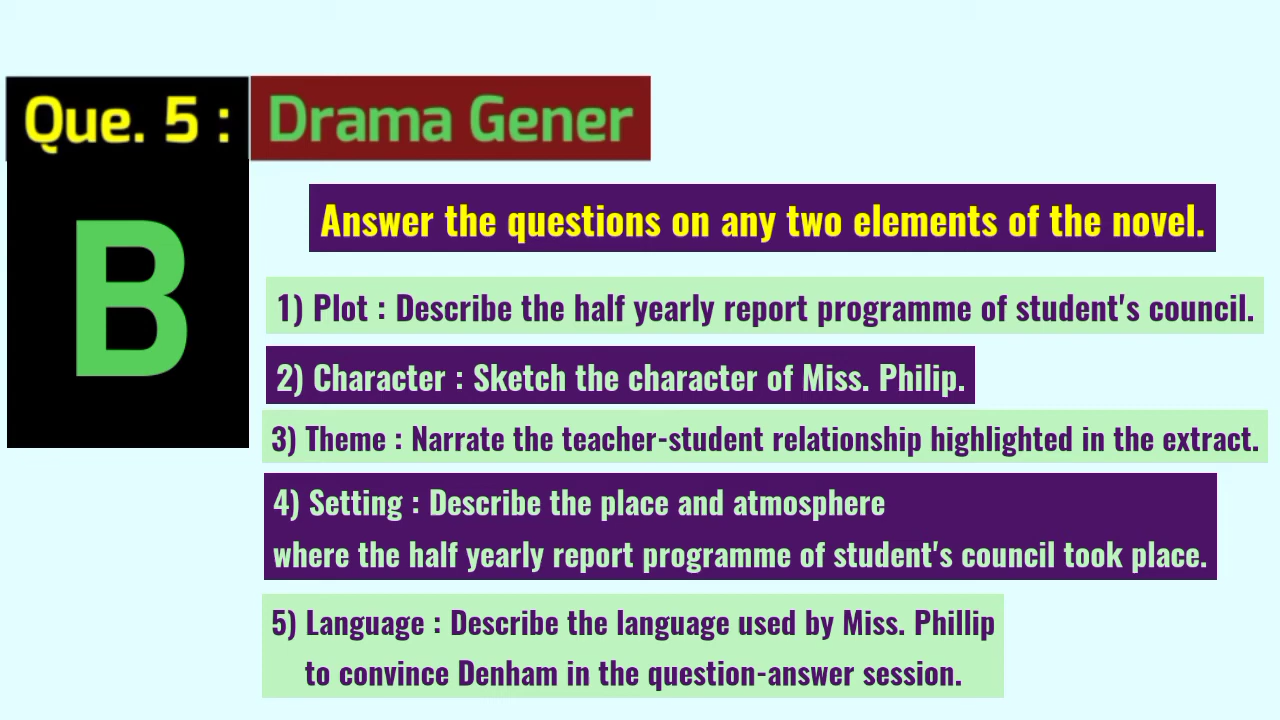 Que. 5 : Drama Gener
B
Answer the questions on any two elements of the novel.
1) Plot : Describe the half yearly report programme of student's council.
2) Character : Sketch the character of Miss. Philip.
3) Theme : Narrate the teacher-student relationship highlighted in the extract.
4) Setting : Describe the place and atmosphere
where the half yearly report programme of student's council took place.
5) Language : Describe the language used by Miss. Phillip
to convince Denham in the question-answer session.